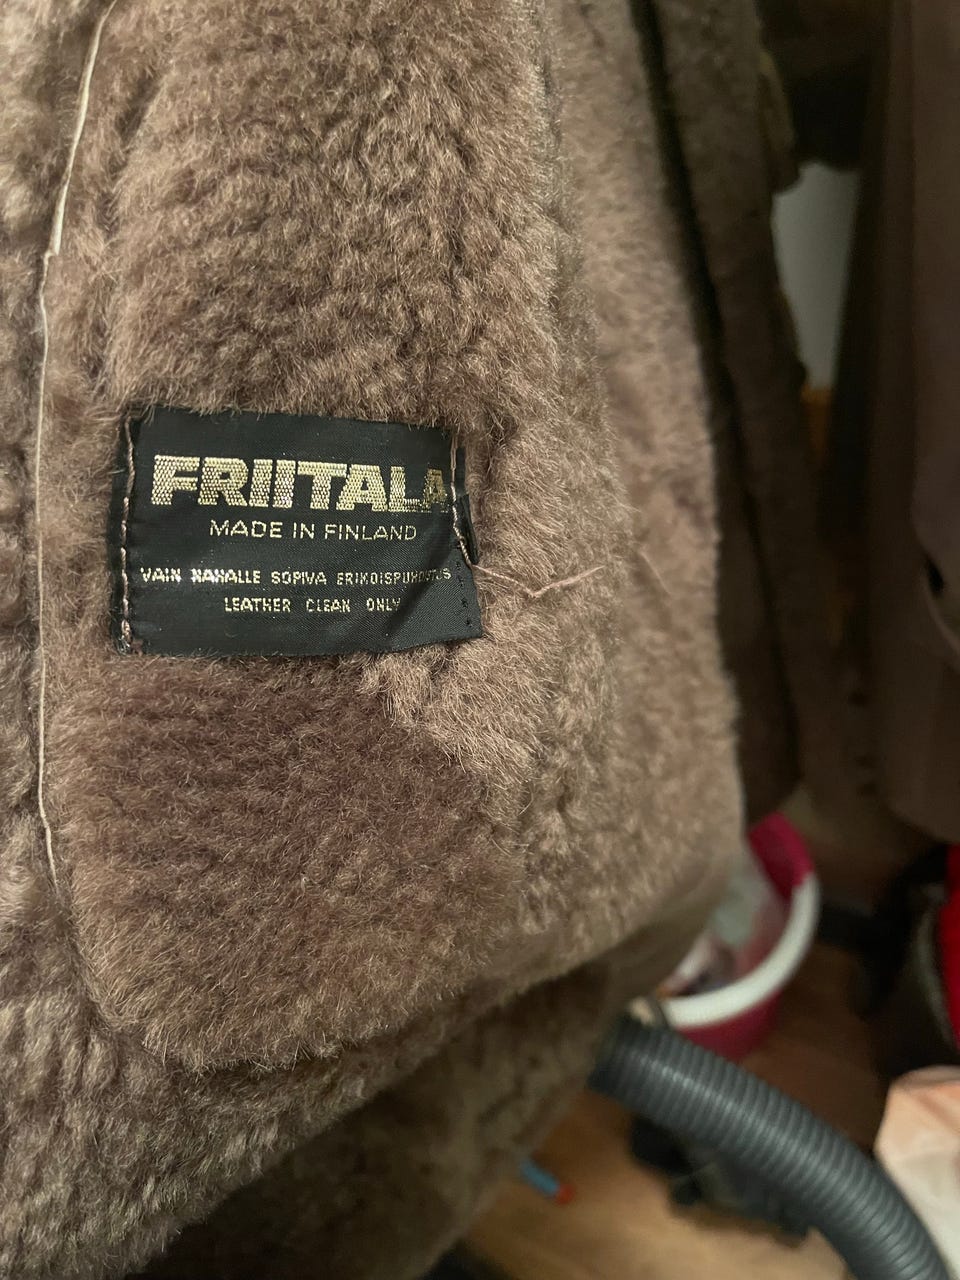 FRIITALA
MADE IN FINLAND
VAIN NAHALLE SOPIVA ERIKOISPUHDISTUS
LEATHER CLEAN ONLY